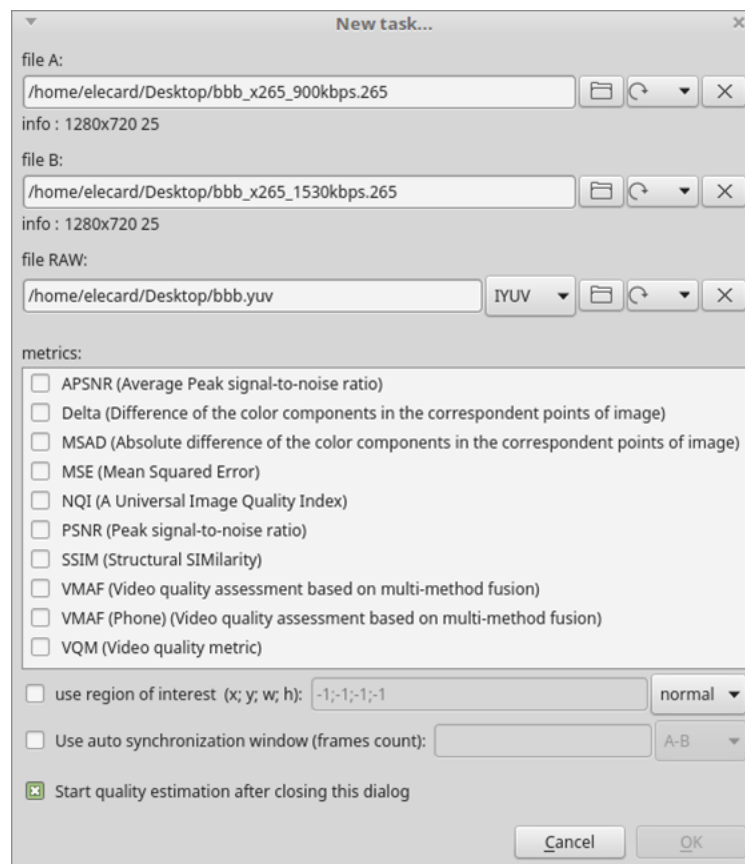 New task...
file A:
/home/elecard/Desktop/bbb_x265_900kbps.265
info : 1280x720 25
file B:
/home/elecard/Desktop/bbb_x265_1530kbps.265
info : 1280x720 25
file RAW:
/home/elecard/Desktop/bbb.yuv IYUV
metrics:
APSNR (Average Peak signal-to-noise ratio)
Delta (Difference of the color components in the correspondent points of image)
MSAD (Absolute difference of the color components in the correspondent points of image)
MSE (Mean Squared Error)
NQI (A Universal Image Quality Index)
PSNR (Peak signal-to-noise ratio)
SSIM (Structural SIMilarity)
VMAF (Video quality assessment based on multi-method fusion)
VMAF (Phone) (Video quality assessment based on multi-method fusion)
VQM (Video quality metric)
use region of interest (x; y; w; h): -1;-1;-1;-1 normal
Use auto synchronization window (frames count): A-B
Start quality estimation after closing this dialog
Cancel OK